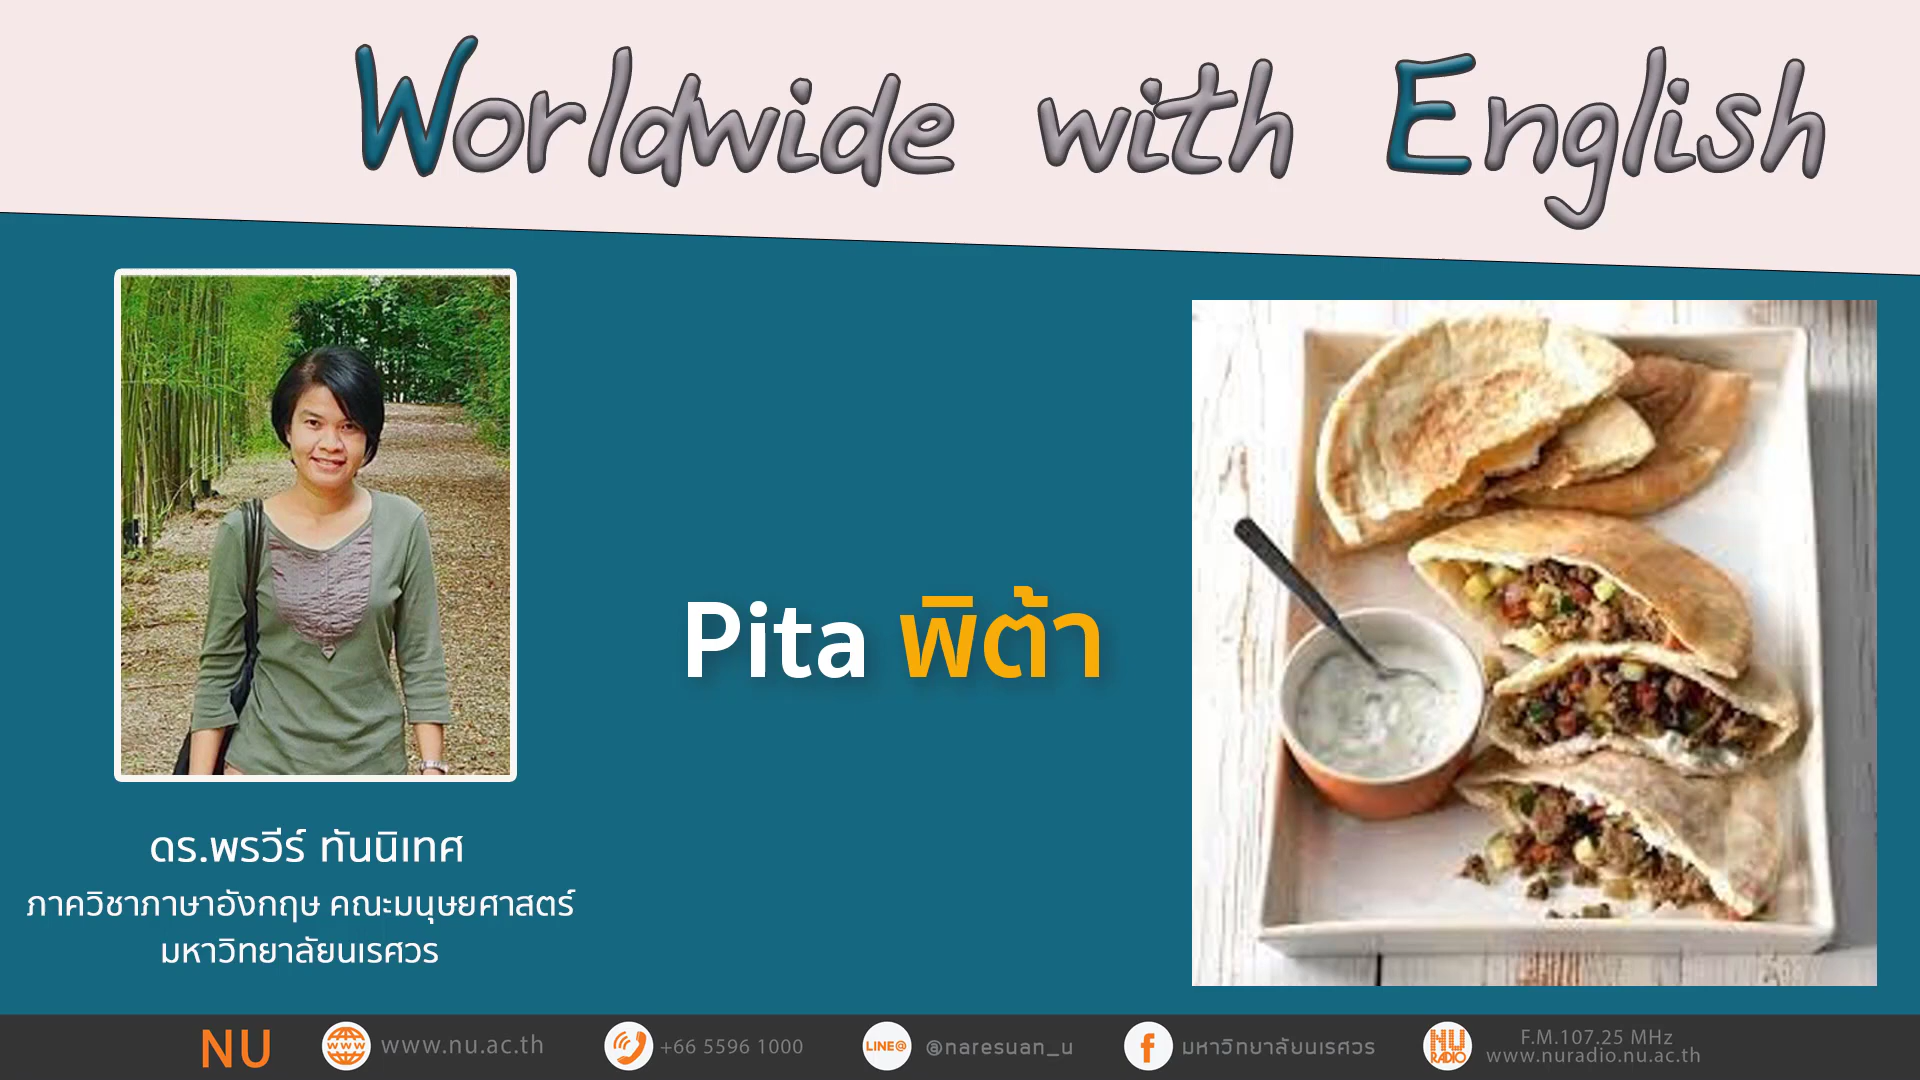 Worldwide with English
Pita พิต้า
ดร.พรวีร์ ทันนิเทศ
ภาควิชาภาษาอังกฤษ คณะมนุษยศาสตร์
มหาวิทยาลัยนเรศวร
NU
WWW
www.nu.ac.th
+66 5596 1000
LINE@
@naresuan_u
f
มหาวิทยาลัยนเรศวร
NU
RADIO
F.M.107.25 MHz
www.nuradio.nu.ac.th